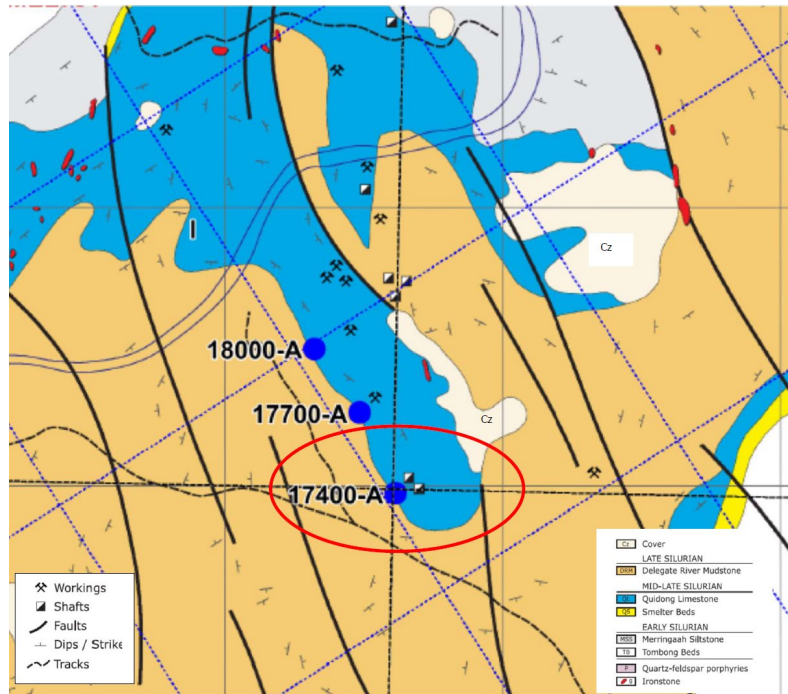 Cz
18000-A
17700-A
Cz
17400-A
Workings
Shafts
Faults
Dips / Strike
Tracks
Cz Cover
LATE SILURIAN
DRM Delegate River Mudstone
MID-LATE SILURIAN
Quidong Limestone
QS Smelter Beds
EARLY SILURIAN
MSS Merringaah Siltstone
TB Tombong Beds
P Quartz-feldspar porphyries
Ironstone